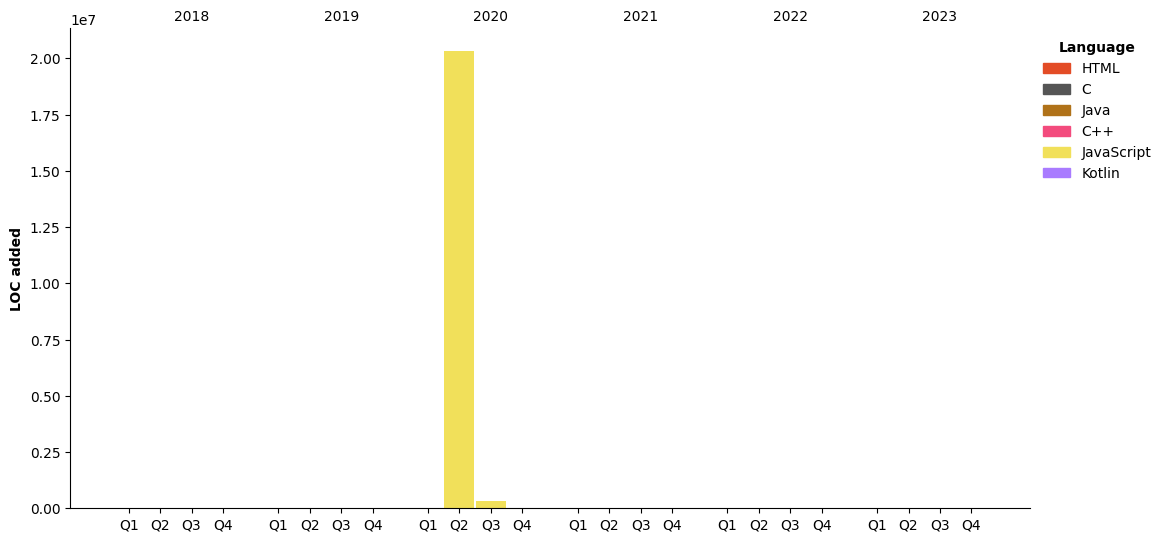 1e7
2018 2019 2020 2021 2022 2023
Language
HTML
C
Java
C++
JavaScript
Kotlin
LOC added
2.00
1.75
1.50
1.25
1.00
0.75
0.50
0.25
0.00
Q1 Q2 Q3 Q4 Q1 Q2 Q3 Q4 Q1 Q2 Q3 Q4 Q1 Q2 Q3 Q4 Q1 Q2 Q3 Q4 Q1 Q2 Q3 Q4